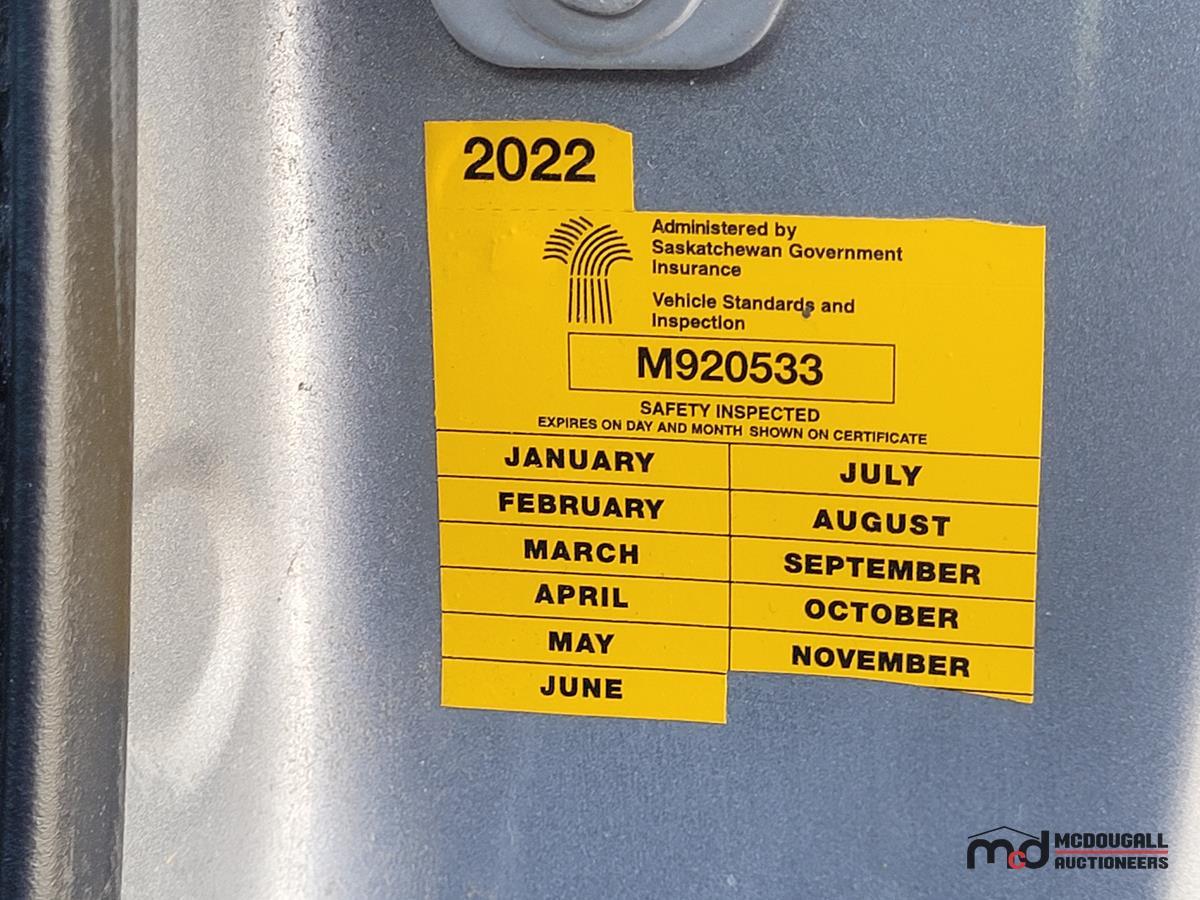 2022
Administered by
Saskatchewan Government
Insurance
Vehicle Standards and
Inspection
M920533
SAFETY INSPECTED
EXPIRES ON DAY AND MONTH SHOWN ON CERTIFICATE
JANUARY
FEBRUARY
MARCH
APRIL
MAY
JUNE
JULY
AUGUST
SEPTEMBER
OCTOBER
NOVEMBER
mcd MCDOUGALL
AUCTIONEERS